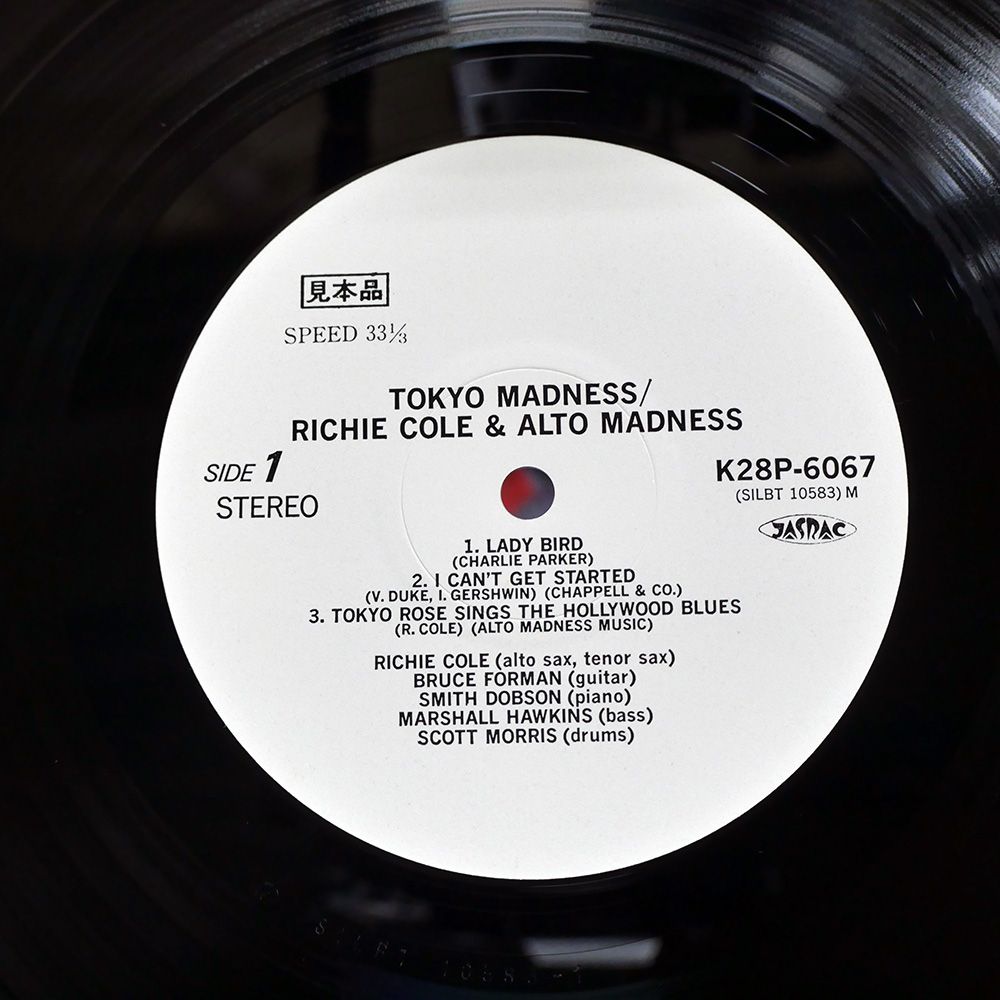 見本品
SPEED 33⅓
TOKYO MADNESS/
RICHIE COLE & ALTO MADNESS
SIDE 1
STEREO
K28P-6067
(SILBT 10583) M
JASRAC
1. LADY BIRD
(CHARLIE PARKER)
2. I CAN'T GET STARTED
(V. DUKE, I. GERSHWIN) (CHAPPELL & CO.)
3. TOKYO ROSE SINGS THE HOLLYWOOD BLUES
(R. COLE) (ALTO MADNESS MUSIC)
RICHIE COLE (alto sax, tenor sax)
BRUCE FORMAN (guitar)
SMITH DOBSON (piano)
MARSHALL HAWKINS (bass)
SCOTT MORRIS (drums)